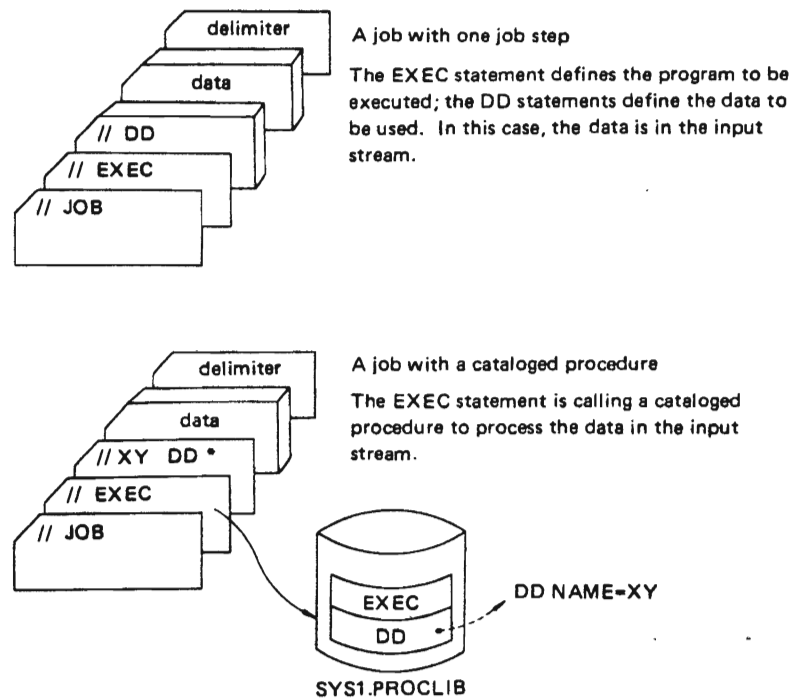 delimiter
data
// DD
// EXEC
// JOB
A job with one job step
The EXEC statement defines the program to be
executed; the DD statements define the data to
be used. In this case, the data is in the input
stream.
delimiter
data
// XY DD *
// EXEC
// JOB
A job with a cataloged procedure
The EXEC statement is calling a cataloged
procedure to process the data in the input
stream.
EXEC
DD
DD NAME=XY
SYS1.PROCLIB